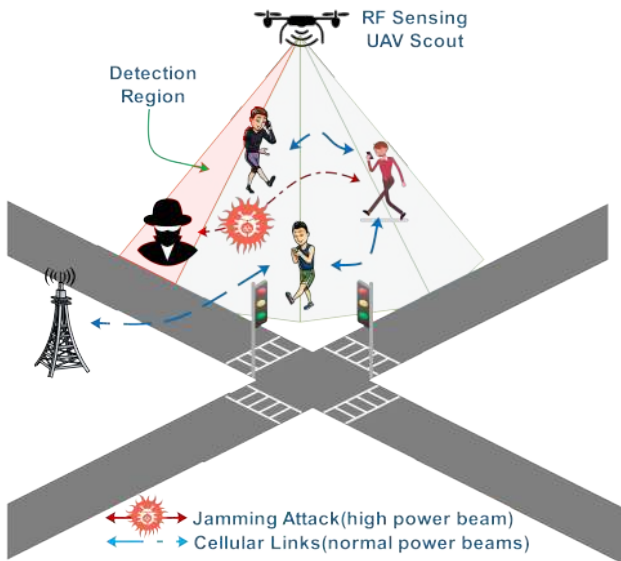 RF Sensing
UAV Scout
Detection
Region
Jamming Attack(high power beam)
Cellular Links(normal power beams)